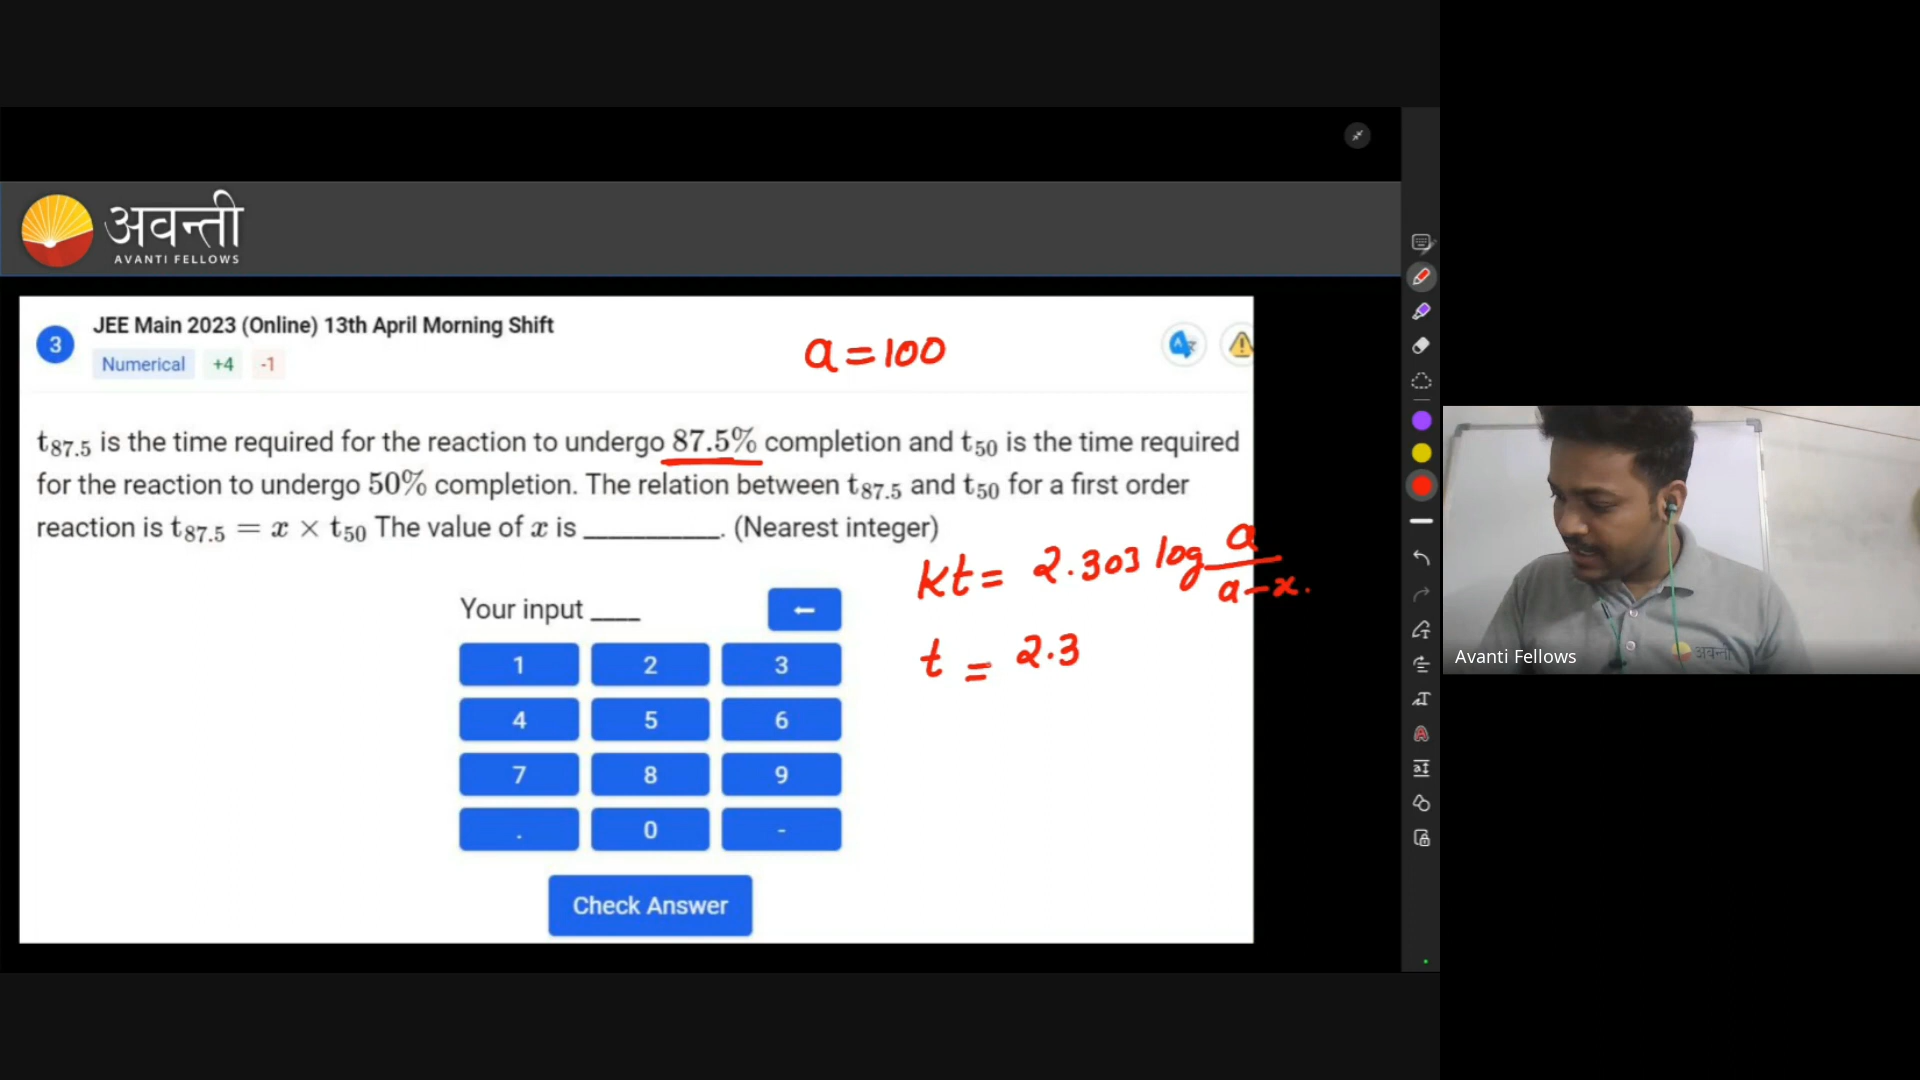 अवन्ती
AVANTI FELLOWS
3
JEE Main 2023 (Online) 13th April Morning Shift
Numerical +4 -1
a = 100
t87.5 is the time required for the reaction to undergo 87.5% completion and t50 is the time required
for the reaction to undergo 50% completion. The relation between t87.5 and t50 for a first order
reaction is t87.5 = x × t50 The value of x is __________. (Nearest integer)
kt = 2.303 log a/a-x.
t = 2.3
Your input ____
1 2 3
4 5 6
7 8 9
. 0 -
Check Answer
Avanti Fellows
अवन्ती